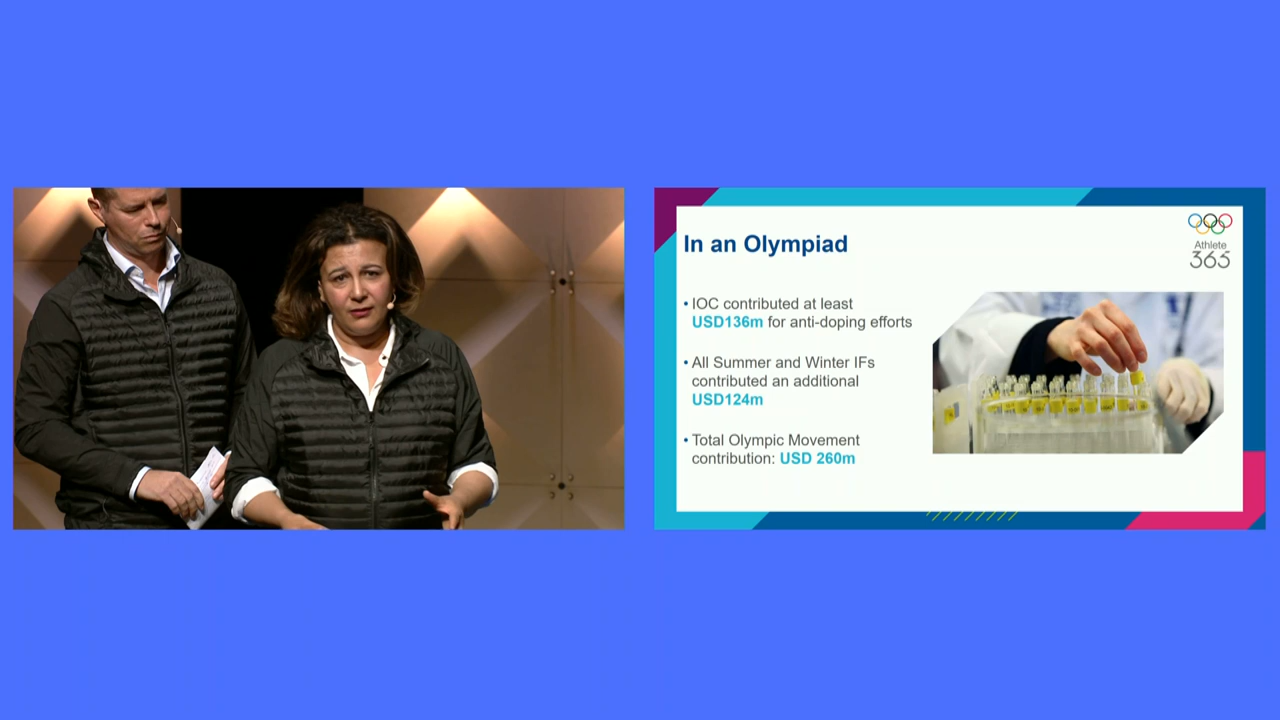 In an Olympiad
Athlete
365
• IOC contributed at least
USD136m for anti-doping efforts
• All Summer and Winter IFs
contributed an additional
USD124m
• Total Olympic Movement
contribution: USD 260m